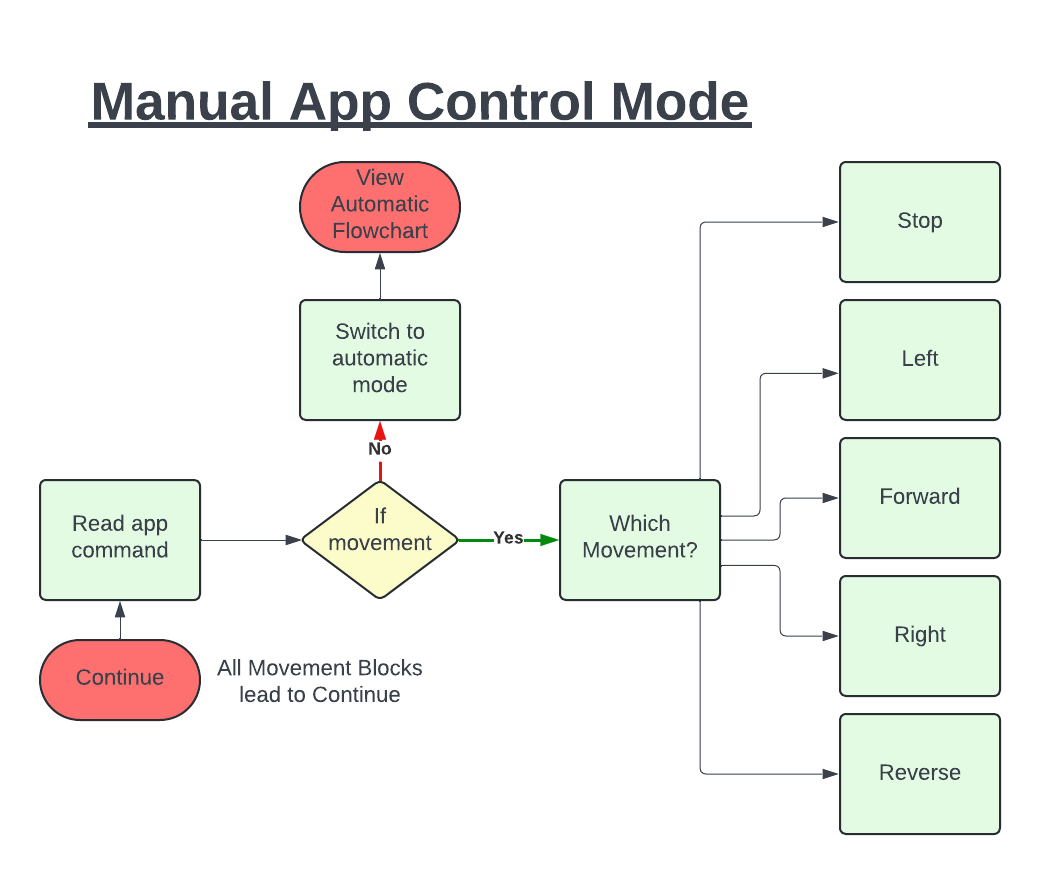 Manual App Control Mode
View
Automatic
Flowchart
Switch to
automatic
mode
No
Read app
command
If
movement
Yes
Which
Movement?
Continue
All Movement Blocks
lead to Continue
Stop
Left
Forward
Right
Reverse